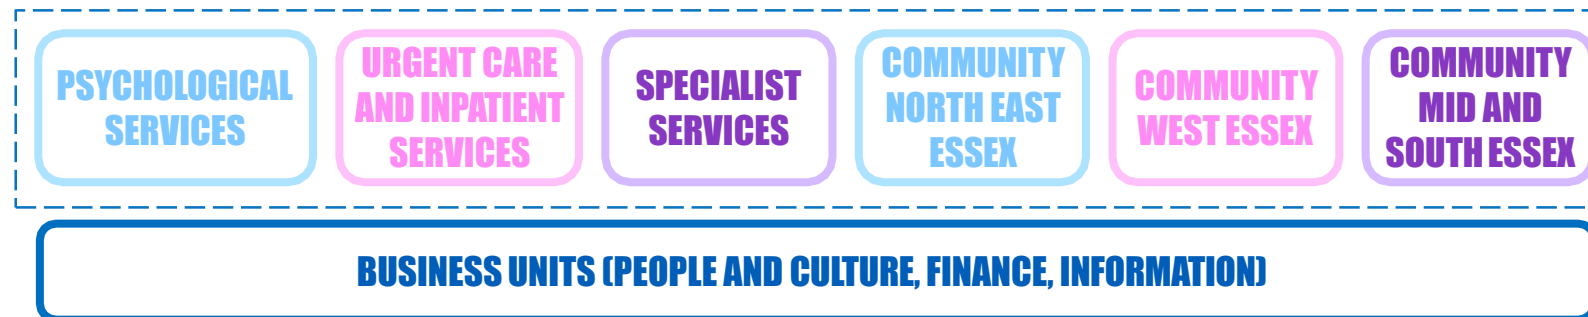 PSYCHOLOGICAL
SERVICES
URGENT CARE
AND INPATIENT
SERVICES
SPECIALIST
SERVICES
COMMUNITY
NORTH EAST
ESSEX
COMMUNITY
WEST ESSEX
COMMUNITY
MID AND
SOUTH ESSEX
BUSINESS UNITS (PEOPLE AND CULTURE, FINANCE, INFORMATION)